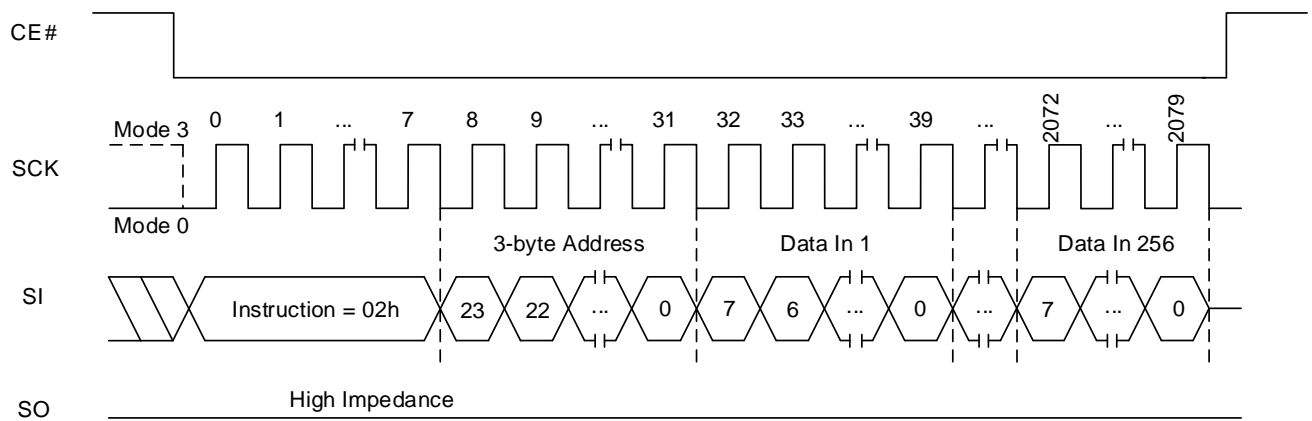 CE#
Mode 3 0 1 ... 7 8 9 ... 31 32 33 ... 39 ... 2072 ... 2079
SCK
Mode 0
3-byte Address Data In 1 Data In 256
SI Instruction = 02h 23 22 ... 0 7 6 ... 0 ... 7 ... 0
High Impedance
SO